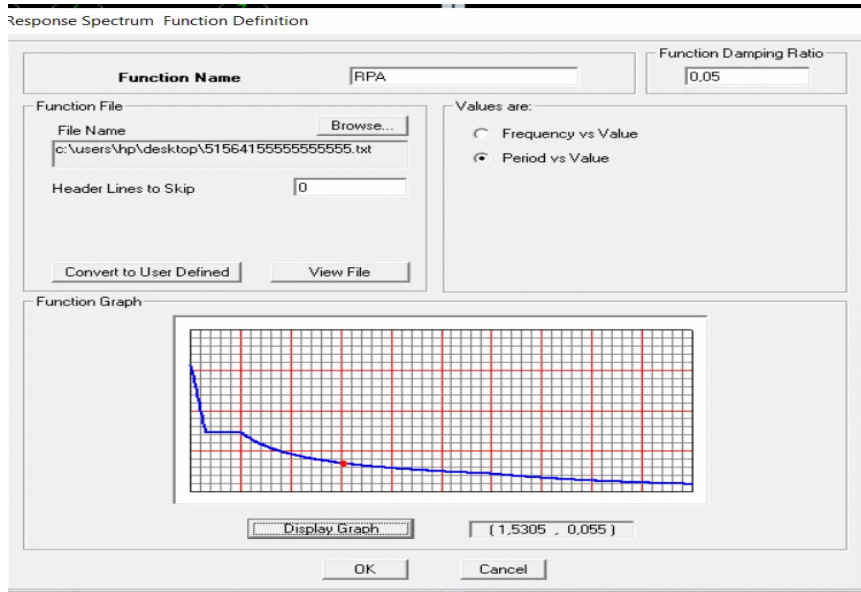 Response Spectrum Function Definition
Function Name
RPA
Function Damping Ratio
0,05
Function File
File Name
Browse...
c:\users\hp\desktop\51564155555555555.txt
Header Lines to Skip
0
Convert to User Defined
View File
Values are:
Frequency vs Value
Period vs Value
Function Graph
Display Graph
( 1,5305 , 0,055 )
OK
Cancel